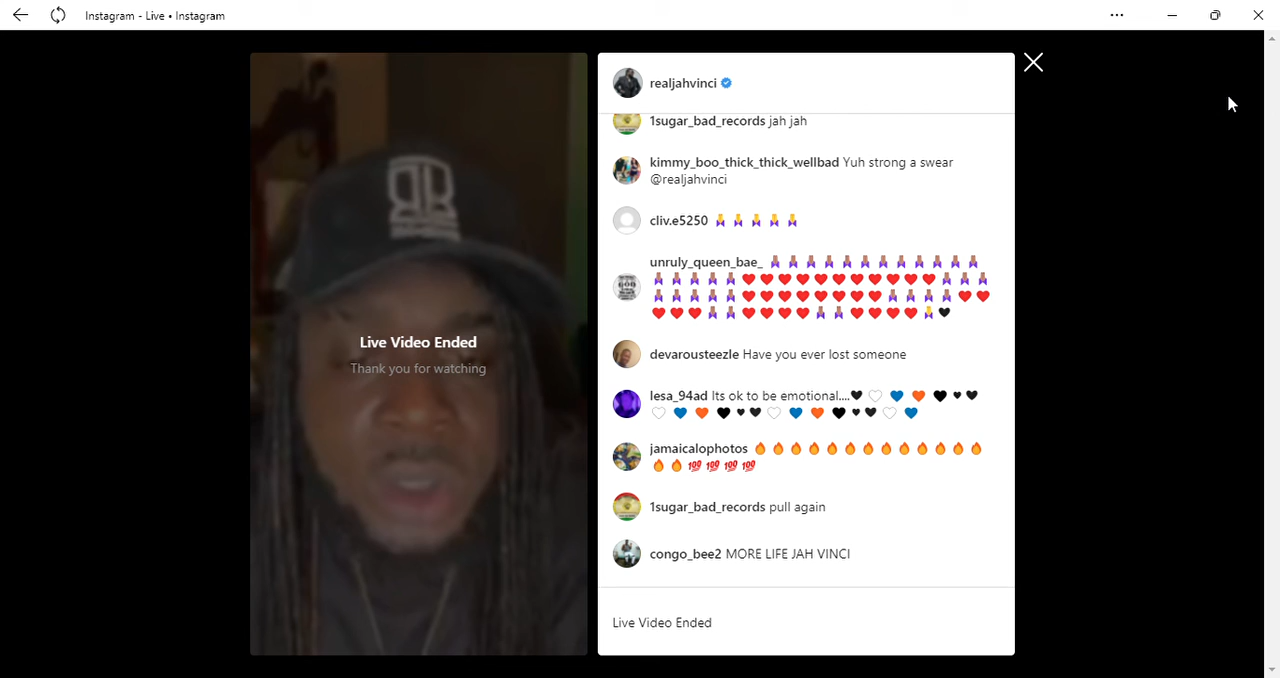 Instagram - Live • Instagram
Live Video Ended
Thank you for watching
realjahvinci
1sugar_bad_records jah jah
kimmy_boo_thick_thick_wellbad Yuh strong a swear
@realjahvinci
cliv.e5250 🤲🤲🤲🤲🤲
unruly_queen_bae_
devarousteezle Have you ever lost someone
lesa_94ad Its ok to be emotional....🖤🤍💙🧡🖤🖤🖤
🤍💙🧡🖤🖤🖤🤍💙🧡🖤🖤🖤🤍💙
jamaicalophotos 🔥🔥🔥🔥🔥🔥🔥🔥🔥🔥🔥🔥🔥
🔥🔥💯💯💯💯
1sugar_bad_records pull again
congo_bee2 MORE LIFE JAH VINCI
Live Video Ended